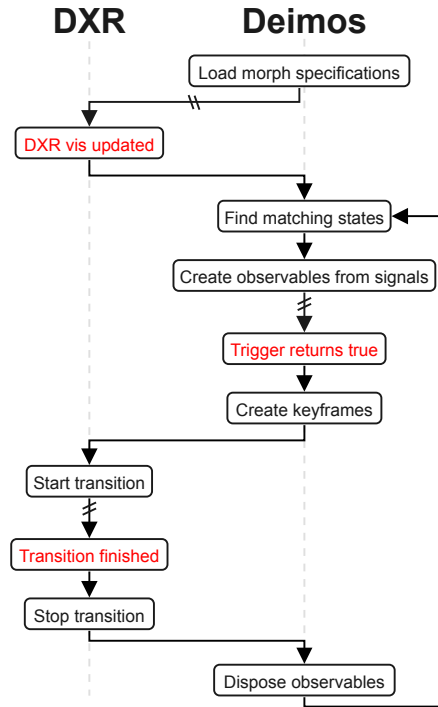 DXR Deimos
Load morph specifications
DXR vis updated
Find matching states
Create observables from signals
Trigger returns true
Create keyframes
Start transition
Transition finished
Stop transition
Dispose observables